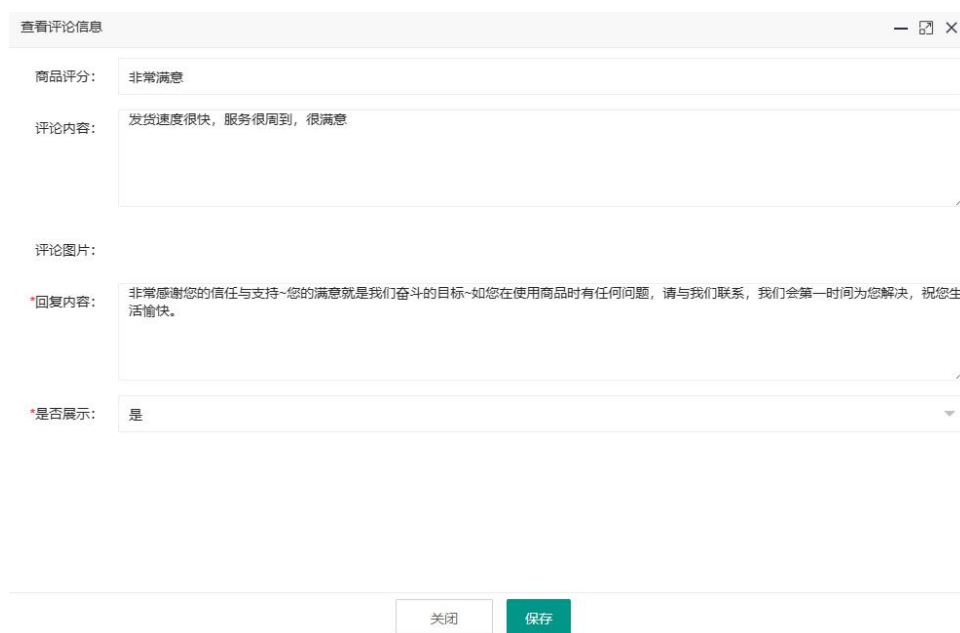 查看评论信息
商品评分： 非常满意
评论内容： 发货速度很快，服务很周到，很满意
评论图片：
*回复内容： 非常感谢您的信任与支持~您的满意就是我们奋斗的目标~如您在使用商品时有任何问题，请与我们联系，我们会第一时间为您解决，祝您生
活愉快。
*是否展示： 是
关闭 保存